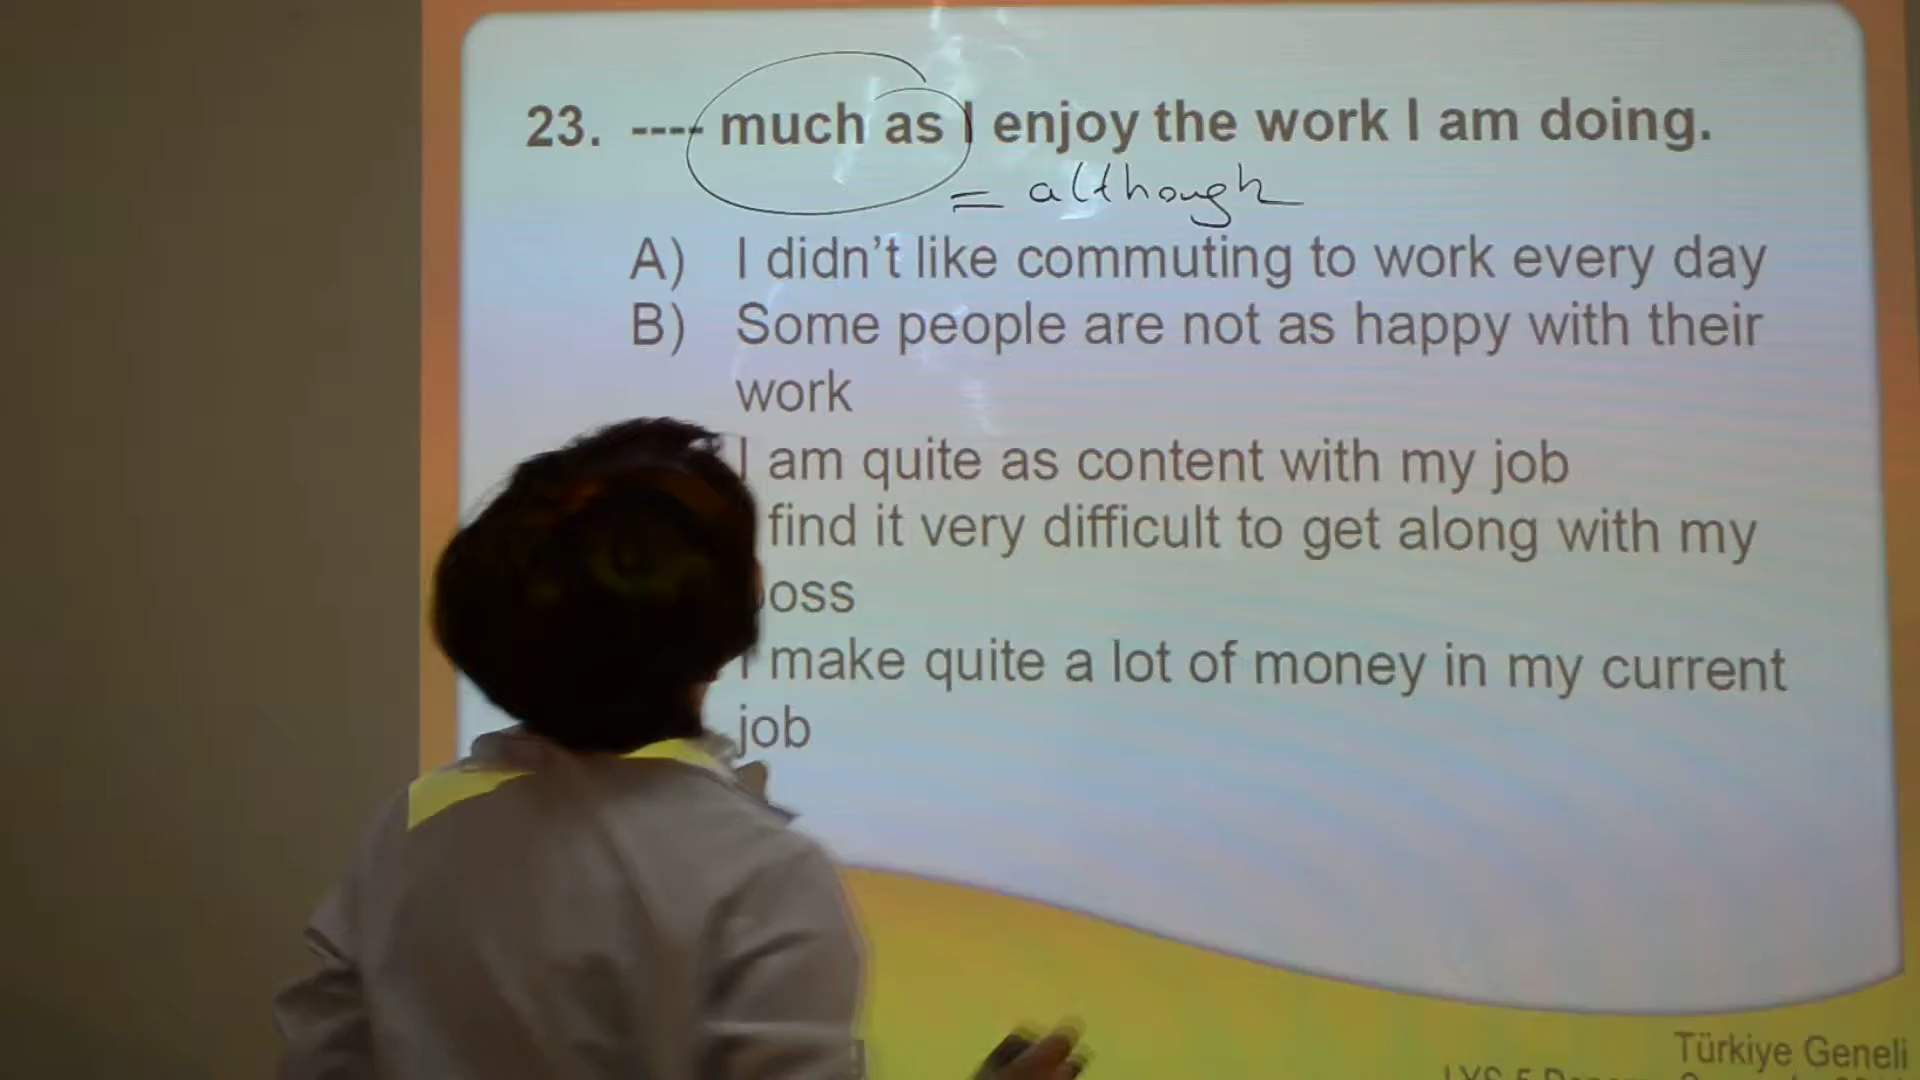 23. ---- much as I enjoy the work I am doing.
= although
A) I didn't like commuting to work every day
B) Some people are not as happy with their
work
I am quite as content with my job
find it very difficult to get along with my
oss
I make quite a lot of money in my current
job
Türkiye Geneli